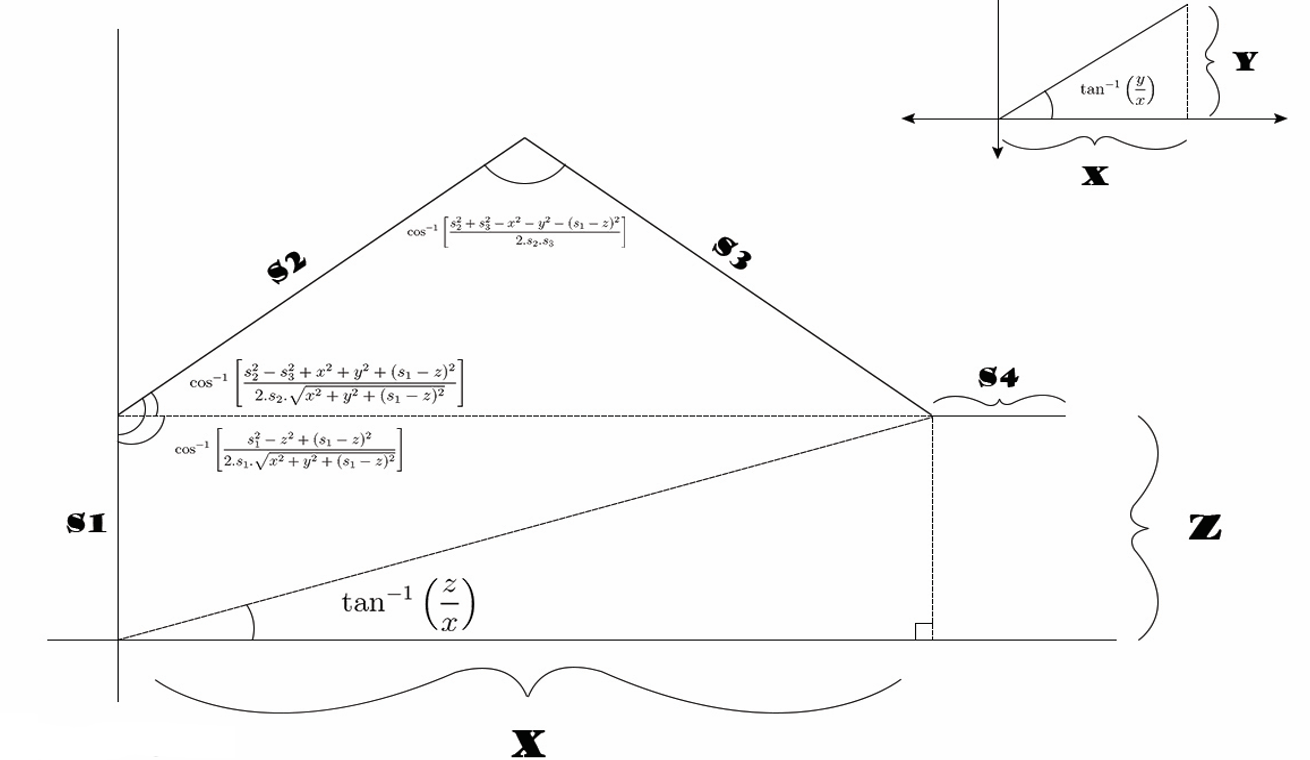 Y
tan⁻¹ (y/x)
X
cos⁻¹ [(s₂² + s₃² − x² − y² − (s₁ − z)²)/(2.s₂.s₃)]
S2
S3
cos⁻¹ [(s₂² − s₃² + x² + y² + (s₁ − z)²)/(2.s₂.√(x² + y² + (s₁ − z)²))]
S4
cos⁻¹ [(s₁² − z² + (s₁ − z)²)/(2.s₁.√(x² + y² + (s₁ − z)²))]
S1
Z
tan⁻¹ (z/x)
X